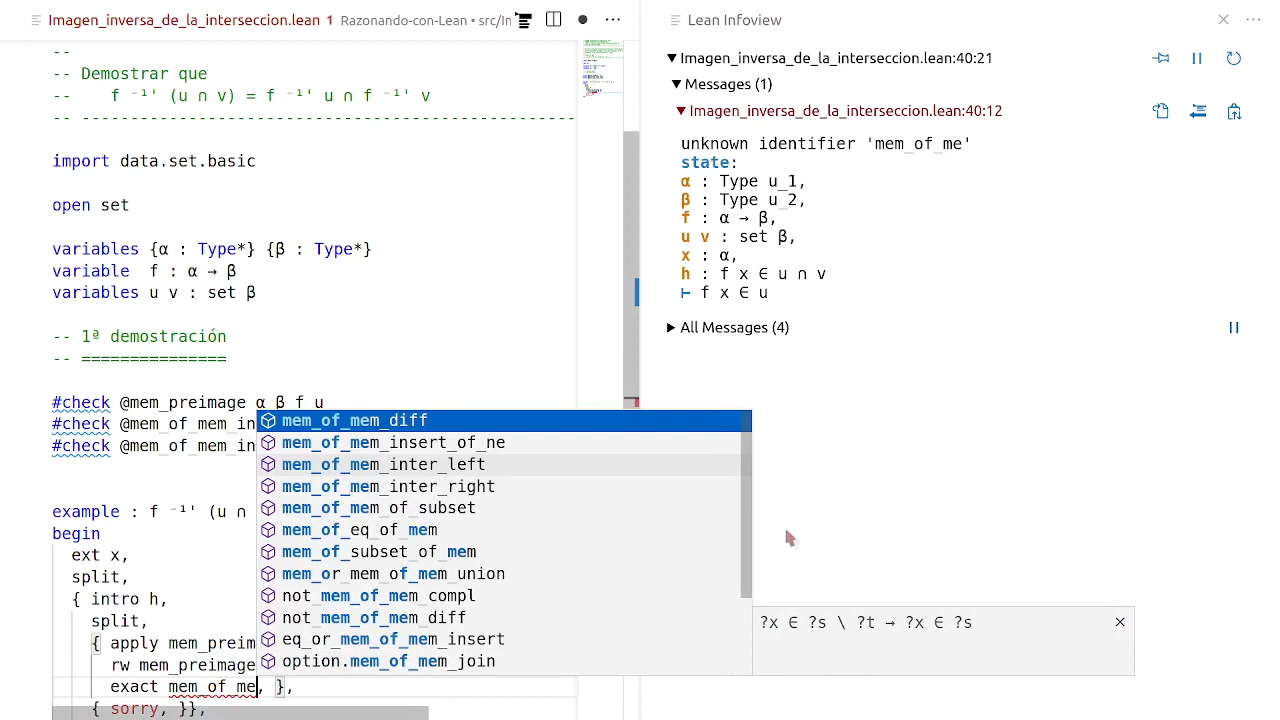 Imagen_inversa_de_la_interseccion.lean 1 Razonando-con-Lean • src/In
--
-- Demostrar que
--    f ⁻¹' (u ∩ v) = f ⁻¹' u ∩ f ⁻¹' v
-- ---------------------------------------------------
import data.set.basic
open set
variables {α : Type*} {β : Type*}
variable  f : α → β
variables u v : set β
-- 1ª demostración
-- ===============
#check @mem_preimage α β f u
#check @mem_of_mem_in
#check @mem_of_mem_in
example : f ⁻¹' (u ∩
begin
  ext x,
  split,
  { intro h,
    split,
    { apply mem_preim
      rw mem_preimage
      exact mem_of_me, },
    { sorry, }},
mem_of_mem_diff
mem_of_mem_insert_of_ne
mem_of_mem_inter_left
mem_of_mem_inter_right
mem_of_mem_of_subset
mem_of_eq_of_mem
mem_of_subset_of_mem
mem_or_mem_of_mem_union
not_mem_of_mem_compl
not_mem_of_mem_diff
eq_or_mem_of_mem_insert
option.mem_of_mem_join
?x ∈ ?s \ ?t → ?x ∈ ?s
Lean Infoview
Imagen_inversa_de_la_interseccion.lean:40:21
Messages (1)
Imagen_inversa_de_la_interseccion.lean:40:12
unknown identifier 'mem_of_me'
state:
α : Type u_1,
β : Type u_2,
f : α → β,
u v : set β,
x : α,
h : f x ∈ u ∩ v
⊢ f x ∈ u
All Messages (4)